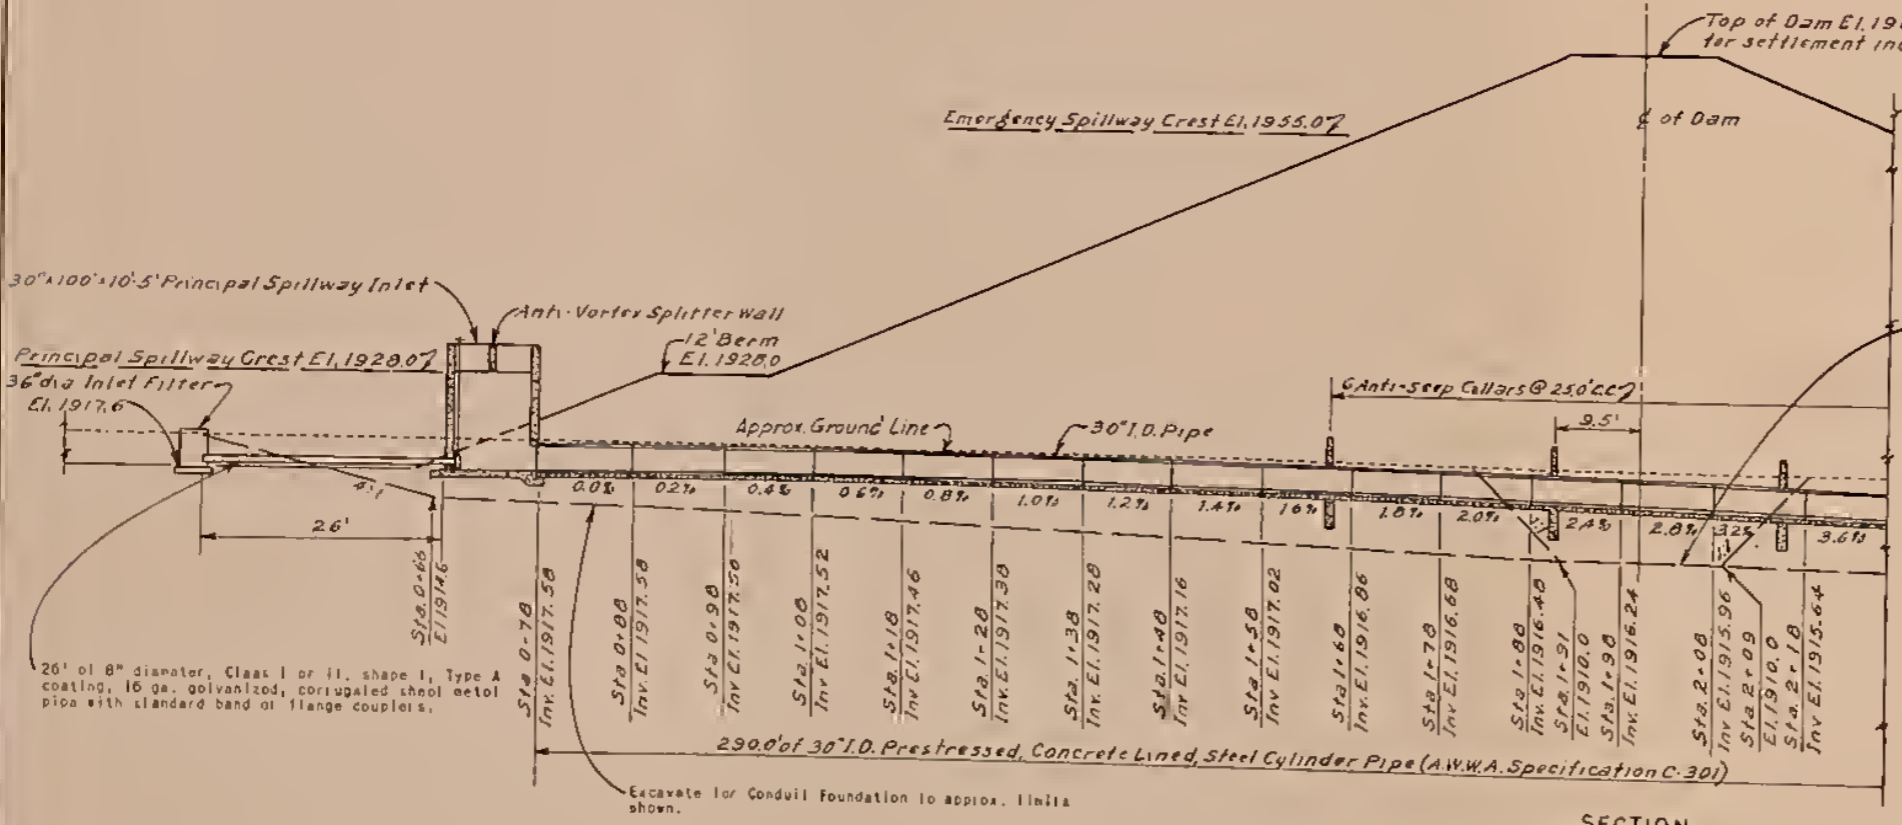 Top of Dam El. 19
for settlement inc
Emergency Spillway Crest El. 1955.0
℄ of Dam
30"x100"x10'-5" Principal Spillway Inlet
Anti-Vortex Splitter Wall
12' Berm
El. 1928.0
Principal Spillway Crest El. 1928.0
36" dia Inlet Filter
El. 1917.6
6 Anti-Seep Collars @ 25.0' C.C.
9.5'
Approx. Ground Line
30" I.D. Pipe
0.0%
0.2%
0.4%
0.6%
0.8%
1.0%
1.2%
1.4%
1.6%
1.8%
2.0%
2.4%
2.8%
3.2%
3.6%
26'
Sta. 0+66
El 1914.6
Sta 0+78
Inv. El. 1917.58
Sta 0+88
Inv. El. 1917.58
Sta 0+98
Inv El. 1917.56
Sta 1+08
Inv El. 1917.52
Sta. 1+18
Inv El. 1917.46
Sta. 1+28
Inv. El. 1917.38
Sta. 1+38
Inv El. 1917.28
Sta. 1+48
Inv El. 1917.16
Sta 1+58
Inv El. 1917.02
Sta 1+68
Inv El. 1916.86
Sta. 1+78
Inv El. 1916.68
Sta 1+88
Inv. El. 1916.48
Sta 1+91
El. 1910.0
Sta. 1+98
Inv. El. 1916.24
Sta. 2+08
Inv El. 1915.96
Sta 2+09
El. 1910.0
Sta. 2+18
Inv El. 1915.64
26' of 8" diameter, Class I or II, shape 1, Type A
coating, 16 ga. galvanized, corrugated sheet metal
pipe with standard band or flange couplers.
290.0' of 30" I.D. Prestressed, Concrete Lined, Steel Cylinder Pipe (A.W.W.A. Specification C-301)
Excavate for Conduit Foundation to approx. limits
shown.
SECTION